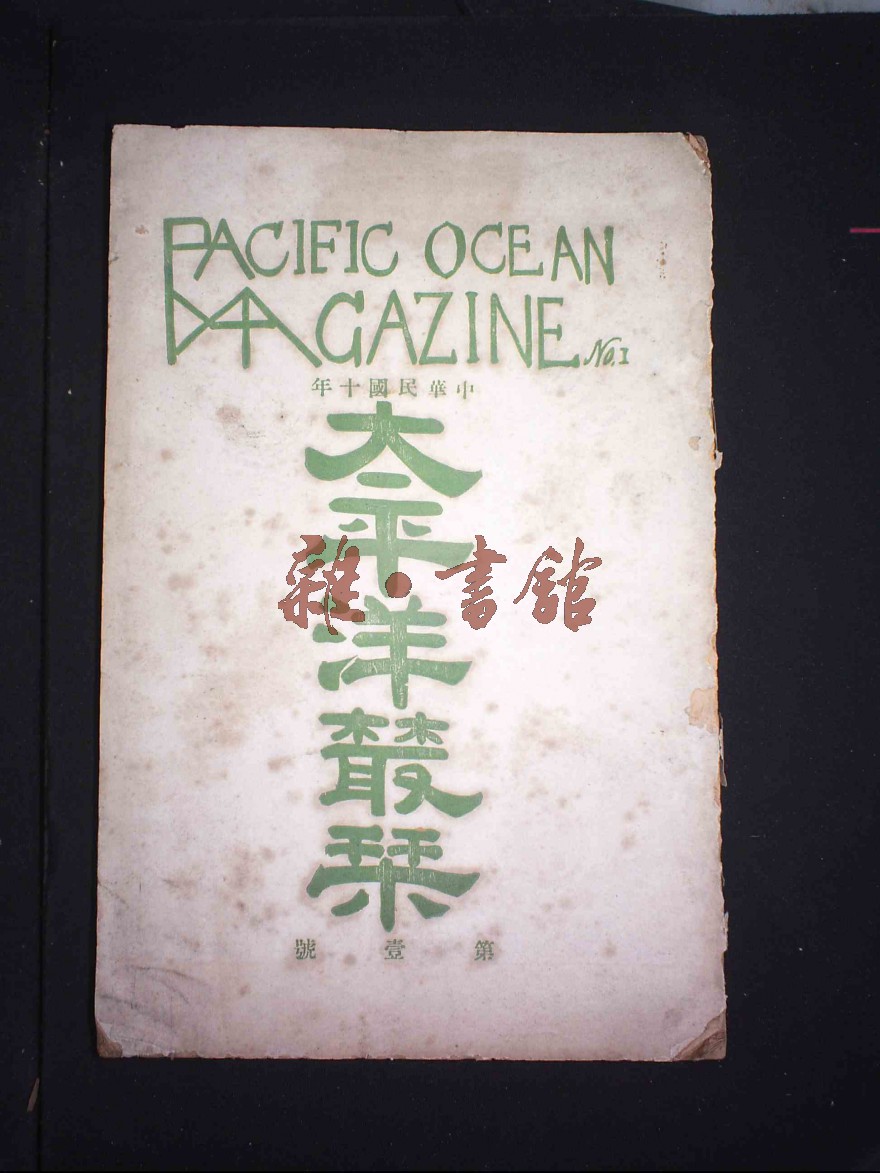 PACIFIC OCEAN
MAGAZINE No.1
中華民國十年
太平洋叢栞
雜·書館
第壹號